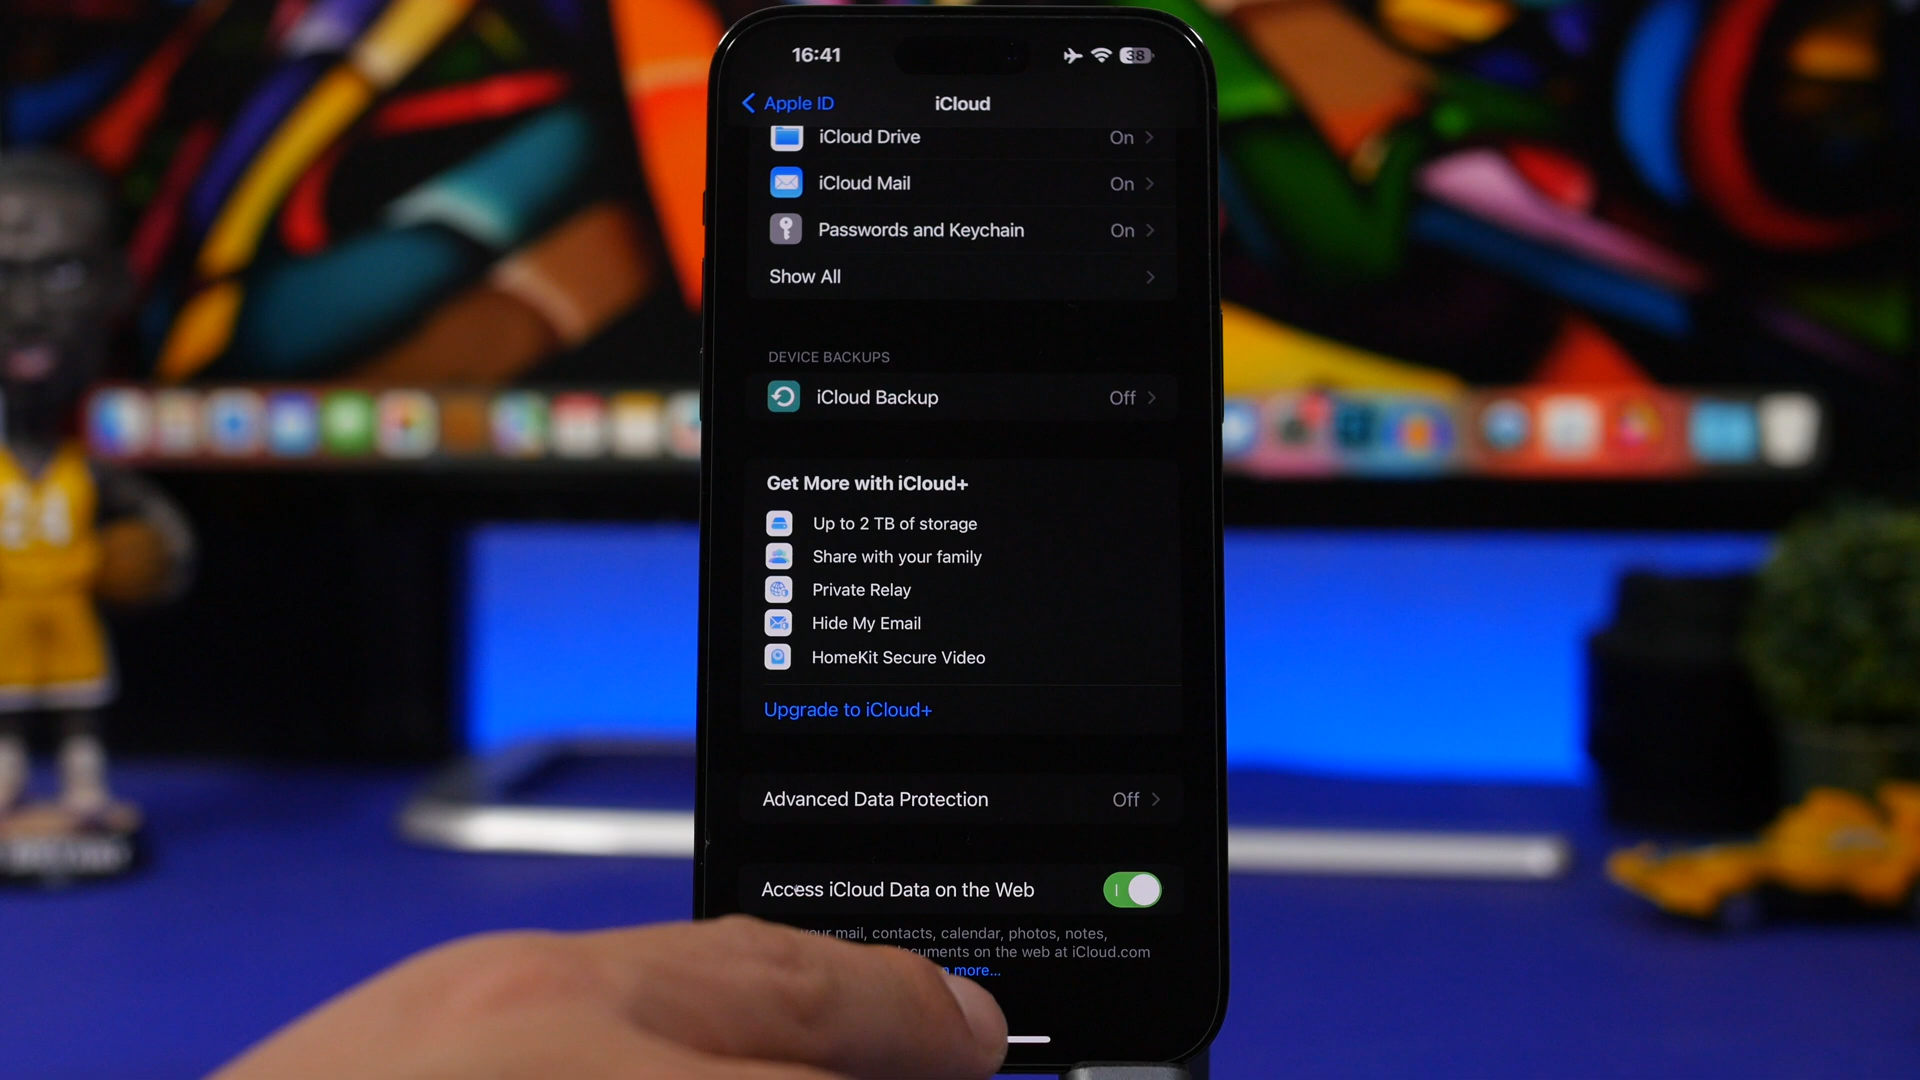 16:41
38
Apple ID
iCloud
iCloud Drive On
iCloud Mail On
Passwords and Keychain On
Show All
DEVICE BACKUPS
iCloud Backup Off
Get More with iCloud+
Up to 2 TB of storage
Share with your family
Private Relay
Hide My Email
HomeKit Secure Video
Upgrade to iCloud+
Advanced Data Protection Off
Access iCloud Data on the Web
mail, contacts, calendar, photos, notes,
on the web at iCloud.com
more...
24